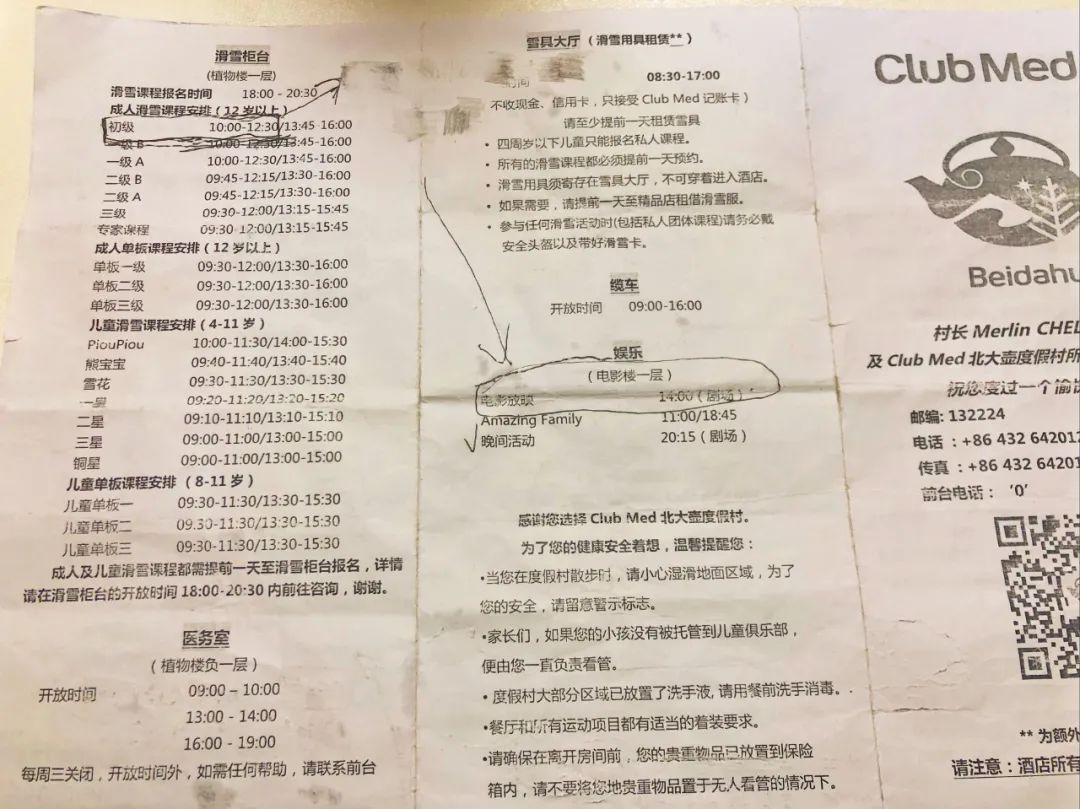 滑雪柜台
(植物楼一层)
滑雪课程报名时间 18:00 - 20:30
成人滑雪课程安排(12岁以上)
初级 10:00-12:30/13:45-16:00
一级 B 10:00-12:30/13:45-16:00
一级 A 10:00-12:30/13:45-16:00
二级 B 09:45-12:15/13:30-16:00
二级 A 09:45-12:15/13:30-16:00
三级 09:30-12:00/13:15-15:45
专家课程 09:30-12:00/13:15-15:45
成人单板课程安排(12岁以上)
单板一级 09:30-12:00/13:30-16:00
单板二级 09:30-12:00/13:30-16:00
单板三级 09:30-12:00/13:30-16:00
儿童滑雪课程安排(4-11岁)
PiouPiou 10:00-11:30/14:00-15:30
熊宝宝 09:40-11:40/13:40-15:40
雪花 09:30-11:30/13:30-15:30
一星 09:20-11:20/13:20-15:20
二星 09:10-11:10/13:10-15:10
三星 09:00-11:00/13:00-15:00
铜星 09:00-11:00/13:00-15:00
儿童单板课程安排 (8-11岁)
儿童单板一 09:30-11:30/13:30-15:30
儿童单板二 09:30-11:30/13:30-15:30
儿童单板三 09:30-11:30/13:30-15:30
成人及儿童滑雪课程都需提前一天至滑雪柜台报名,详情
请在滑雪柜台的开放时间 18:00-20:30 内前往咨询,谢谢。
医务室
(植物楼负一层)
开放时间 09:00 – 10:00
13:00 - 14:00
16:00 - 19:00
每周三关闭,开放时间外,如需任何帮助,请联系前台
雪具大厅(滑雪用具租赁**)
时间 08:30-17:00
不收现金、信用卡,只接受 Club Med 记账卡)
请至少提前一天租赁雪具
• 四周岁以下儿童只能报名私人课程。
• 所有的滑雪课程都必须提前一天预约。
• 滑雪用具须寄存在雪具大厅,不可穿着进入酒店。
• 如果需要,请提前一天至精品店租借滑雪服。
• 参与任何滑雪活动时(包括私人团体课程)请务必戴
安全头盔以及带好滑雪卡。
缆车
开放时间 09:00-16:00
娱乐
(电影楼一层)
电影放映 14:00(剧场)
Amazing Family 11:00/18:45
晚间活动 20:15(剧场)
感谢您选择 Club Med 北大壶度假村。
为了您的健康安全着想,温馨提醒您:
•当您在度假村散步时,请小心湿滑地面区域,为了
您的安全,请留意警示标志。
•家长们,如果您的小孩没有被托管到儿童俱乐部,
便由您一直负责看管。
• 度假村大部分区域已放置了洗手液,请用餐前洗手消毒。
•餐厅和所有运动项目都有适当的着装要求。
•请确保在离开房间前,您的贵重物品已放置到保险
箱内,请不要将您地贵重物品置于无人看管的情况下。
Club Med
Beidahu
村长 Merlin CHEL
及 Club Med 北大壶度假村所
祝您度过一个愉
邮编: 132224
电话 :+86 432 64201
传真 :+86 432 64201
前台电话: '0'
** 为额外
请注意:酒店所有